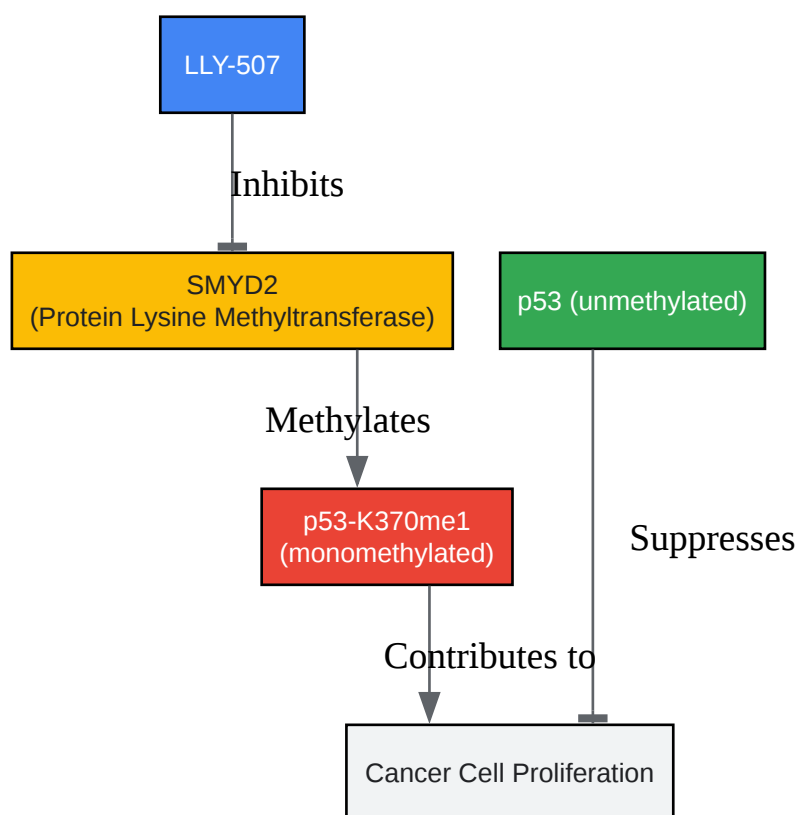 LLY-507
Inhibits
SMYD2
(Protein Lysine Methyltransferase)
p53 (unmethylated)
Methylates
p53-K370me1
(monomethylated)
Suppresses
Contributes to
Cancer Cell Proliferation